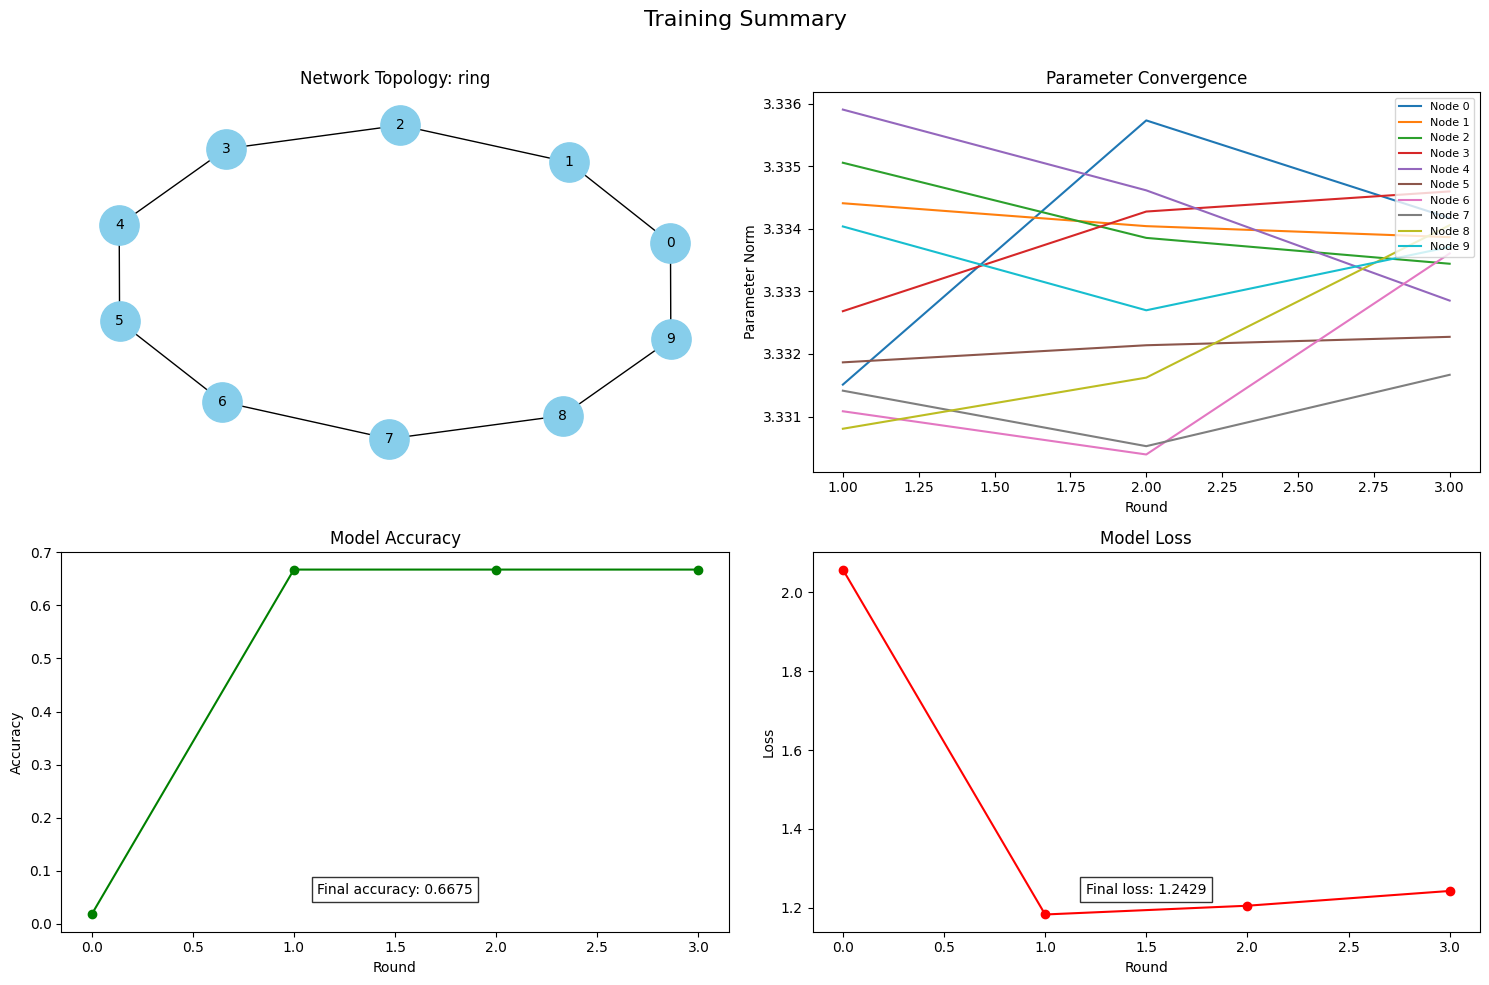 Training Summary
Network Topology: ring
2
3
1
4
0
5
9
6
8
7
Parameter Convergence
3.336
3.335
3.334
3.333
3.332
3.331
Parameter Norm
Node 0
Node 1
Node 2
Node 3
Node 4
Node 5
Node 6
Node 7
Node 8
Node 9
1.00 1.25 1.50 1.75 2.00 2.25 2.50 2.75 3.00
Round
Model Accuracy
0.7
0.6
0.5
0.4
0.3
0.2
0.1
0.0
Accuracy
Final accuracy: 0.6675
0.0 0.5 1.0 1.5 2.0 2.5 3.0
Round
Model Loss
2.0
1.8
1.6
1.4
1.2
Loss
Final loss: 1.2429
0.0 0.5 1.0 1.5 2.0 2.5 3.0
Round